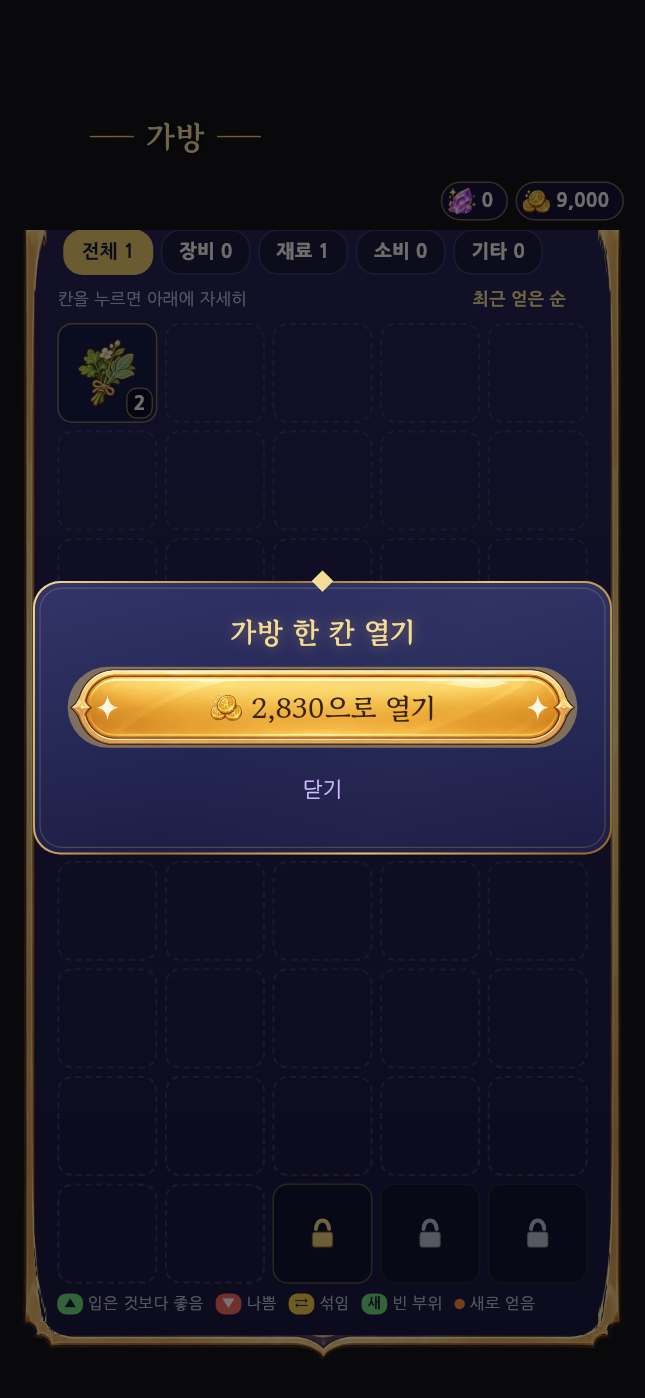 가방
0 9,000
전체 1 장비 0 재료 1 소비 0 기타 0
칸을 누르면 아래에 자세히 최근 얻은 순
2
가방 한 칸 열기
2,830으로 열기
닫기
입은 것보다 좋음 나쁨 섞임 새 빈 부위 새로 얻음